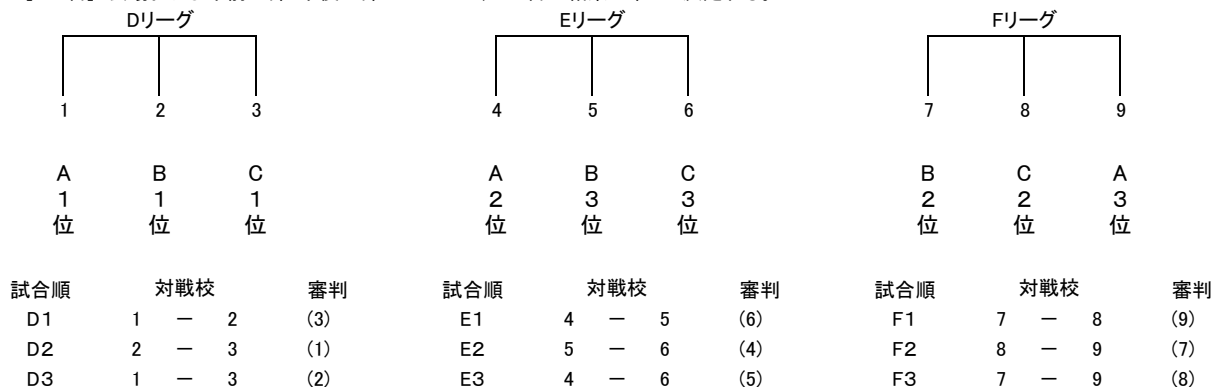 Dリーグ Eリーグ Fリーグ
1 2 3 4 5 6 7 8 9
A B C A B C B C A
1 1 1 2 3 3 2 2 3
位 位 位 位 位 位 位 位 位
試合順 対戦校 審判 試合順 対戦校 審判 試合順 対戦校 審判
D1 1 － 2 (3) E1 4 － 5 (6) F1 7 － 8 (9)
D2 2 － 3 (1) E2 5 － 6 (4) F2 8 － 9 (7)
D3 1 － 3 (2) E3 4 － 6 (5) F3 7 － 9 (8)